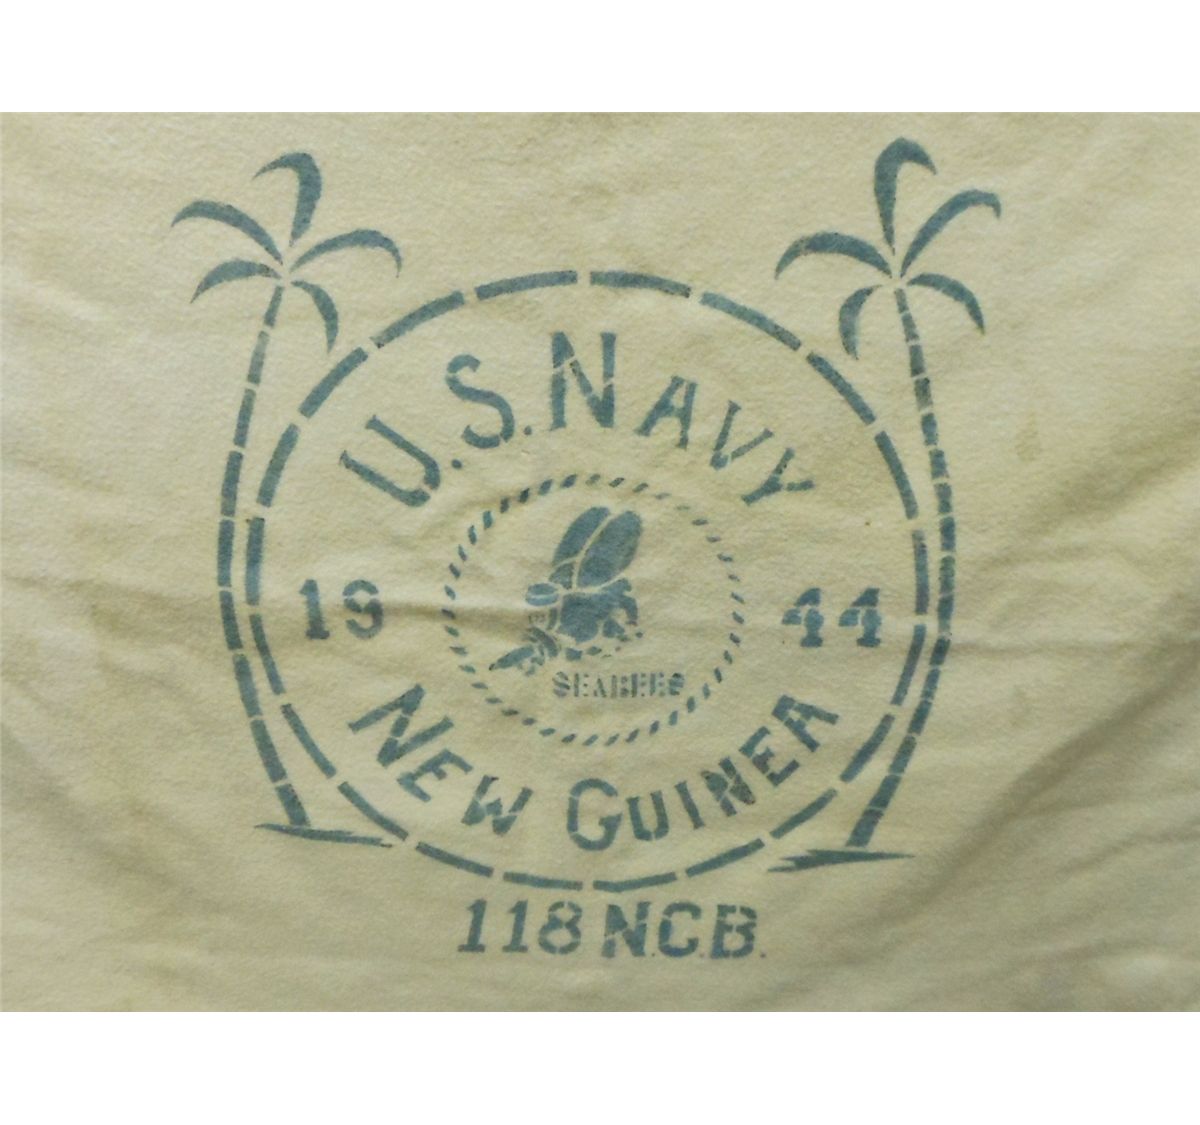 U.S. NAVY
19 44
SEABEES
NEW GUINEA
118 N.C.B.